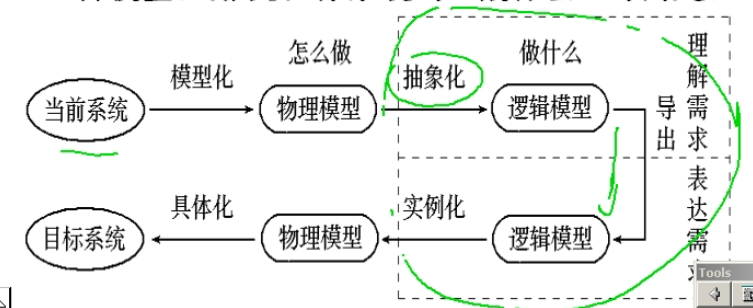 怎么做
做什么
模型化
抽象化
当前系统
物理模型
逻辑模型
导出
理解需求
具体化
实例化
目标系统
物理模型
逻辑模型
表达需
Tools